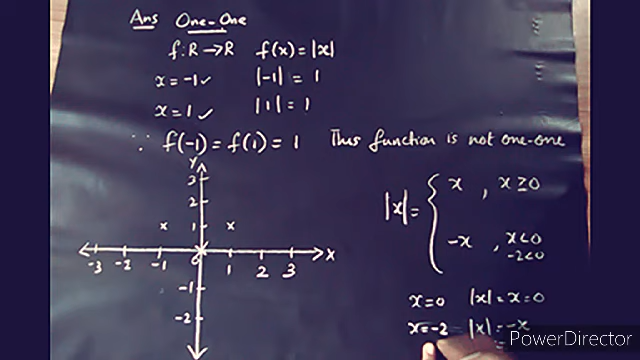 Ans One-One
f: R → R f(x) = |x|
x = -1 ✓ |-1| = 1
x = 1 ✓ |1| = 1
∵ f(-1) = f(1) = 1 This function is not one-one
Y
3
2
x 1 x
-3 -2 -1 0 1 2 3 X
-1
-2
|x| = { x , x ≥ 0
-x , x < 0
-2 < 0
x = 0 |x| = x = 0
x = -2 |x| = -x
=
PowerDirector